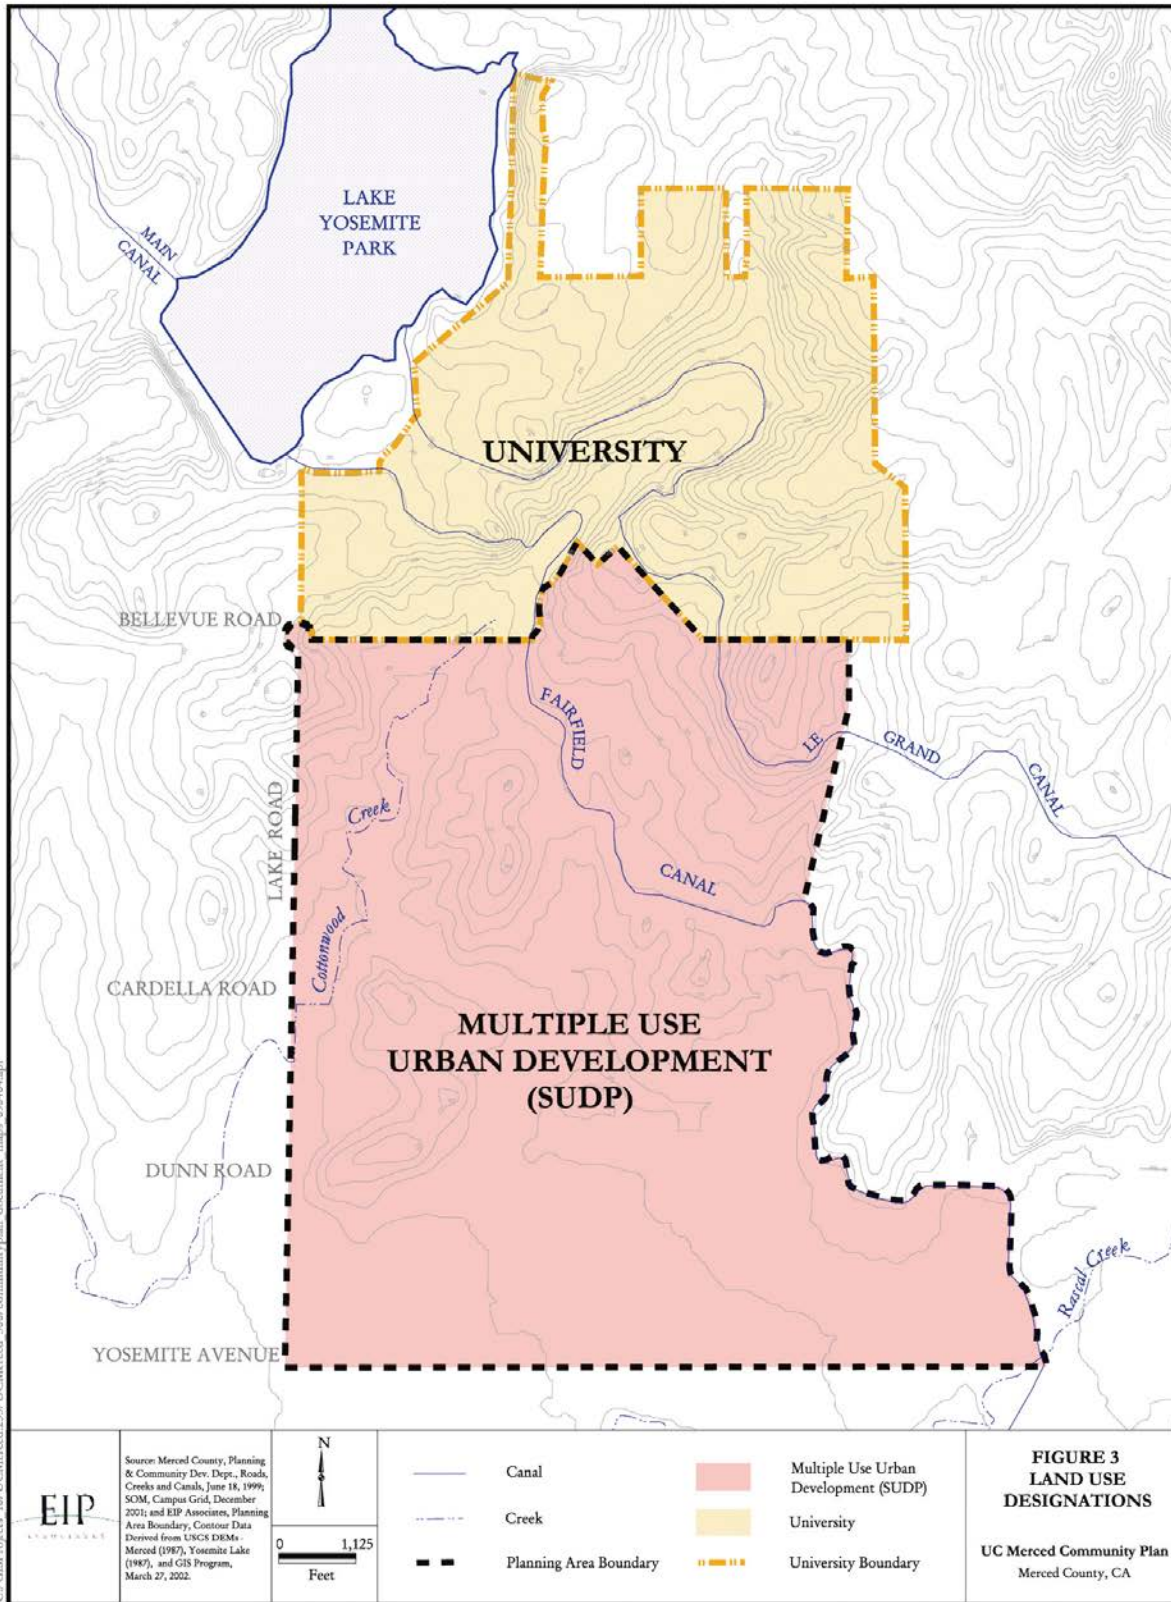 LAKE
YOSEMITE
PARK
MAIN
CANAL
UNIVERSITY
BELLEVUE ROAD
FAIRFIELD
LE
GRAND
CANAL
LAKE ROAD
Creek
CANAL
Cottonwood
CARDELLA ROAD
MULTIPLE USE
URBAN DEVELOPMENT
(SUDP)
DUNN ROAD
Rascal Creek
YOSEMITE AVENUE
EIP
ASSOCIATES
Source: Merced County, Planning
& Community Dev. Dept., Roads,
Creeks and Canals, June 18, 1999;
SOM, Campus Grid, December
2001; and EIP Associates, Planning
Area Boundary, Contour Data
Derived from USGS DEMs -
Merced (1987), Yosemite Lake
(1987), and GIS Program,
March 27, 2002.
N
0 1,125
Feet
Canal
Creek
Planning Area Boundary
Multiple Use Urban
Development (SUDP)
University
University Boundary
FIGURE 3
LAND USE
DESIGNATIONS
UC Merced Community Plan
Merced County, CA